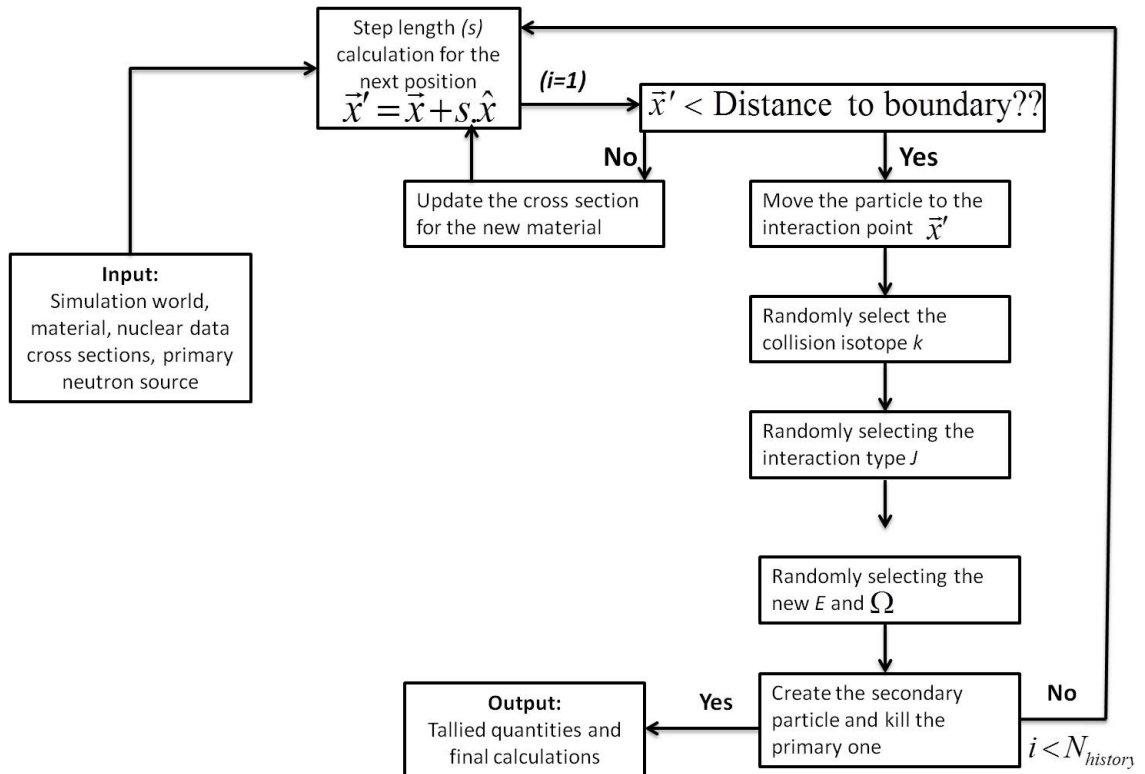 Step length (s)
calculation for the
next position
x⃗′ = x⃗ + s.x̂
(i=1)
x⃗′ < Distance to boundary??
No
Yes
Update the cross section
for the new material
Move the particle to the
interaction point x⃗′
Input:
Simulation world,
material, nuclear data
cross sections, primary
neutron source
Randomly select the
collision isotope k
Randomly selecting the
interaction type J
Randomly selecting the
new E and Ω
Create the secondary
particle and kill the
primary one
Yes
No
i < N_history
Output:
Tallied quantities and
final calculations